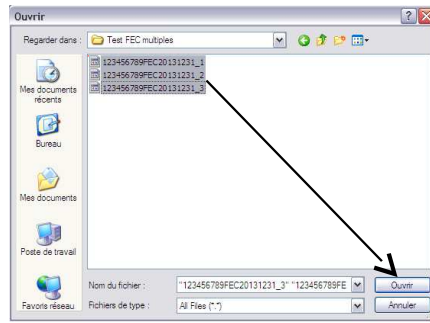 Ouvrir
Regarder dans :
Test FEC multiples
123456789FEC20131231_1
123456789FEC20131231_2
123456789FEC20131231_3
Mes documents
récents
Bureau
Mes documents
Poste de travail
Favoris réseau
Nom du fichier :
"123456789FEC20131231_3" "123456789FE
Ouvrir
Fichiers de type :
All Files (*.*)
Annuler